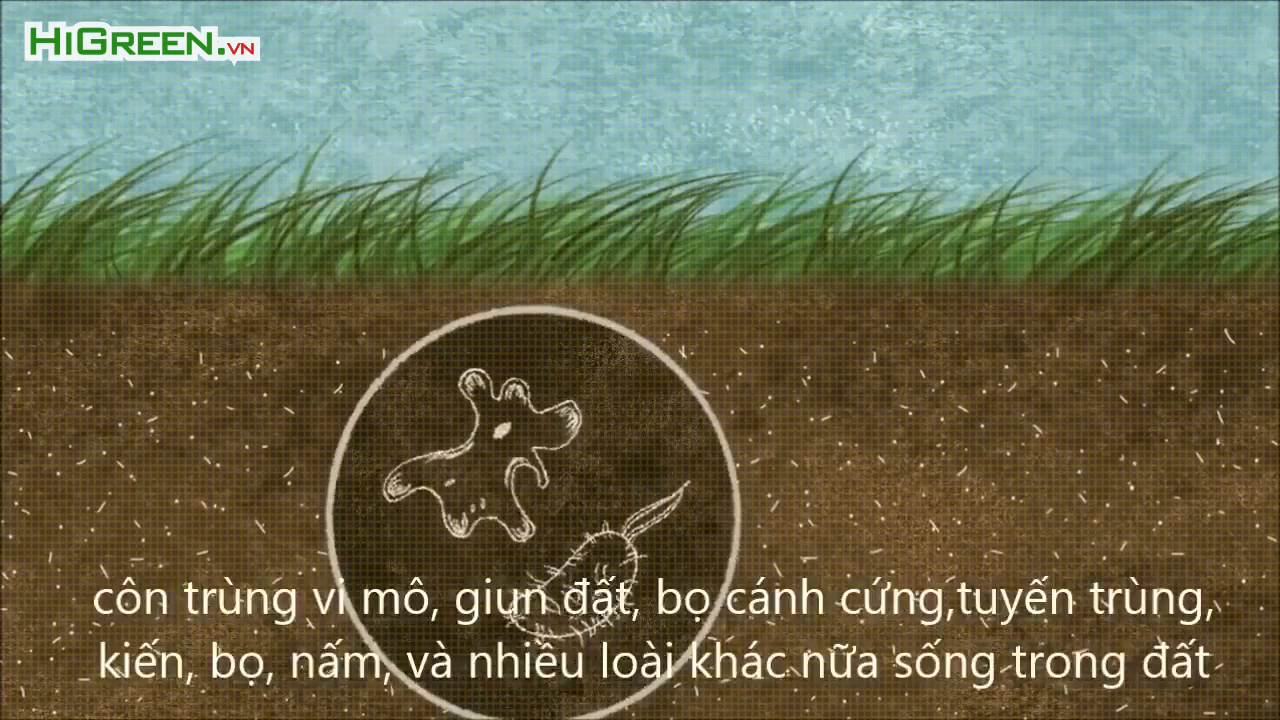 HiGreen.vn
côn trùng vi mô, giun đất, bọ cánh cứng,tuyến trùng,
kiến, bọ, nấm, và nhiều loài khác nữa sống trong đất